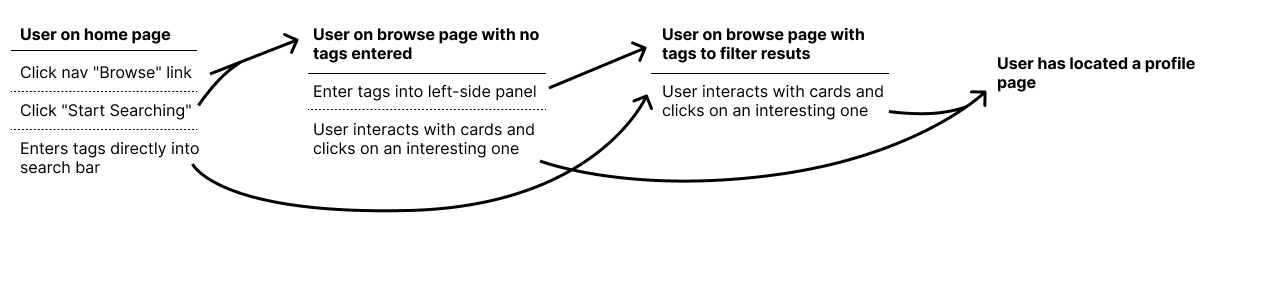 User on home page
Click nav "Browse" link
Click "Start Searching"
Enters tags directly into
search bar
User on browse page with no
tags entered
Enter tags into left-side panel
User interacts with cards and
clicks on an interesting one
User on browse page with
tags to filter resuts
User interacts with cards and
clicks on an interesting one
User has located a profile
page